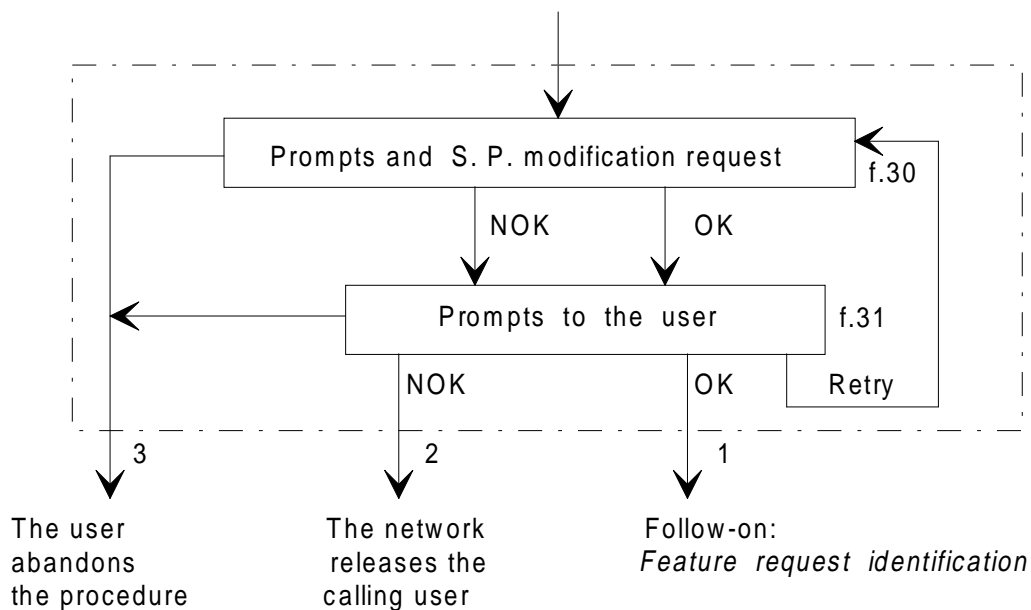 Prompts and S. P. modification request
f.30
NOK
OK
Prompts to the user
f.31
NOK
OK
Retry
3
2
1
The user
abandons
the procedure
The network
releases the
calling user
Follow-on:
Feature request identification